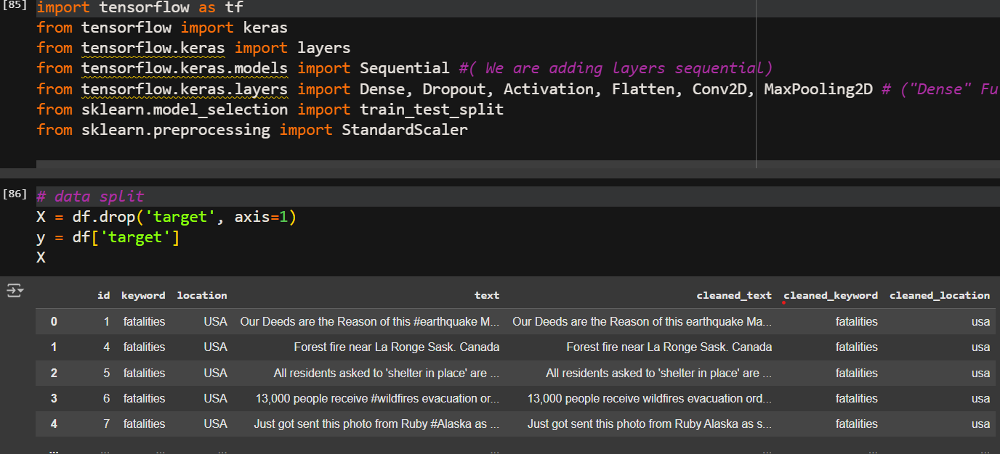 [85] import tensorflow as tf
from tensorflow import keras
from tensorflow.keras import layers
from tensorflow.keras.models import Sequential #( We are adding layers sequential)
from tensorflow.keras.layers import Dense, Dropout, Activation, Flatten, Conv2D, MaxPooling2D # ("Dense" Fu
from sklearn.model_selection import train_test_split
from sklearn.preprocessing import StandardScaler
[86] # data split
X = df.drop('target', axis=1)
y = df['target']
X
id keyword location text cleaned_text cleaned_keyword cleaned_location
0 1 fatalities USA Our Deeds are the Reason of this #earthquake M... Our Deeds are the Reason of this earthquake Ma... fatalities usa
1 4 fatalities USA Forest fire near La Ronge Sask. Canada Forest fire near La Ronge Sask. Canada fatalities usa
2 5 fatalities USA All residents asked to 'shelter in place' are ... All residents asked to 'shelter in place' are ... fatalities usa
3 6 fatalities USA 13,000 people receive #wildfires evacuation or... 13,000 people receive wildfires evacuation ord... fatalities usa
4 7 fatalities USA Just got sent this photo from Ruby #Alaska as ... Just got sent this photo from Ruby Alaska as s... fatalities usa
... ... ... ... ... ... ... ...